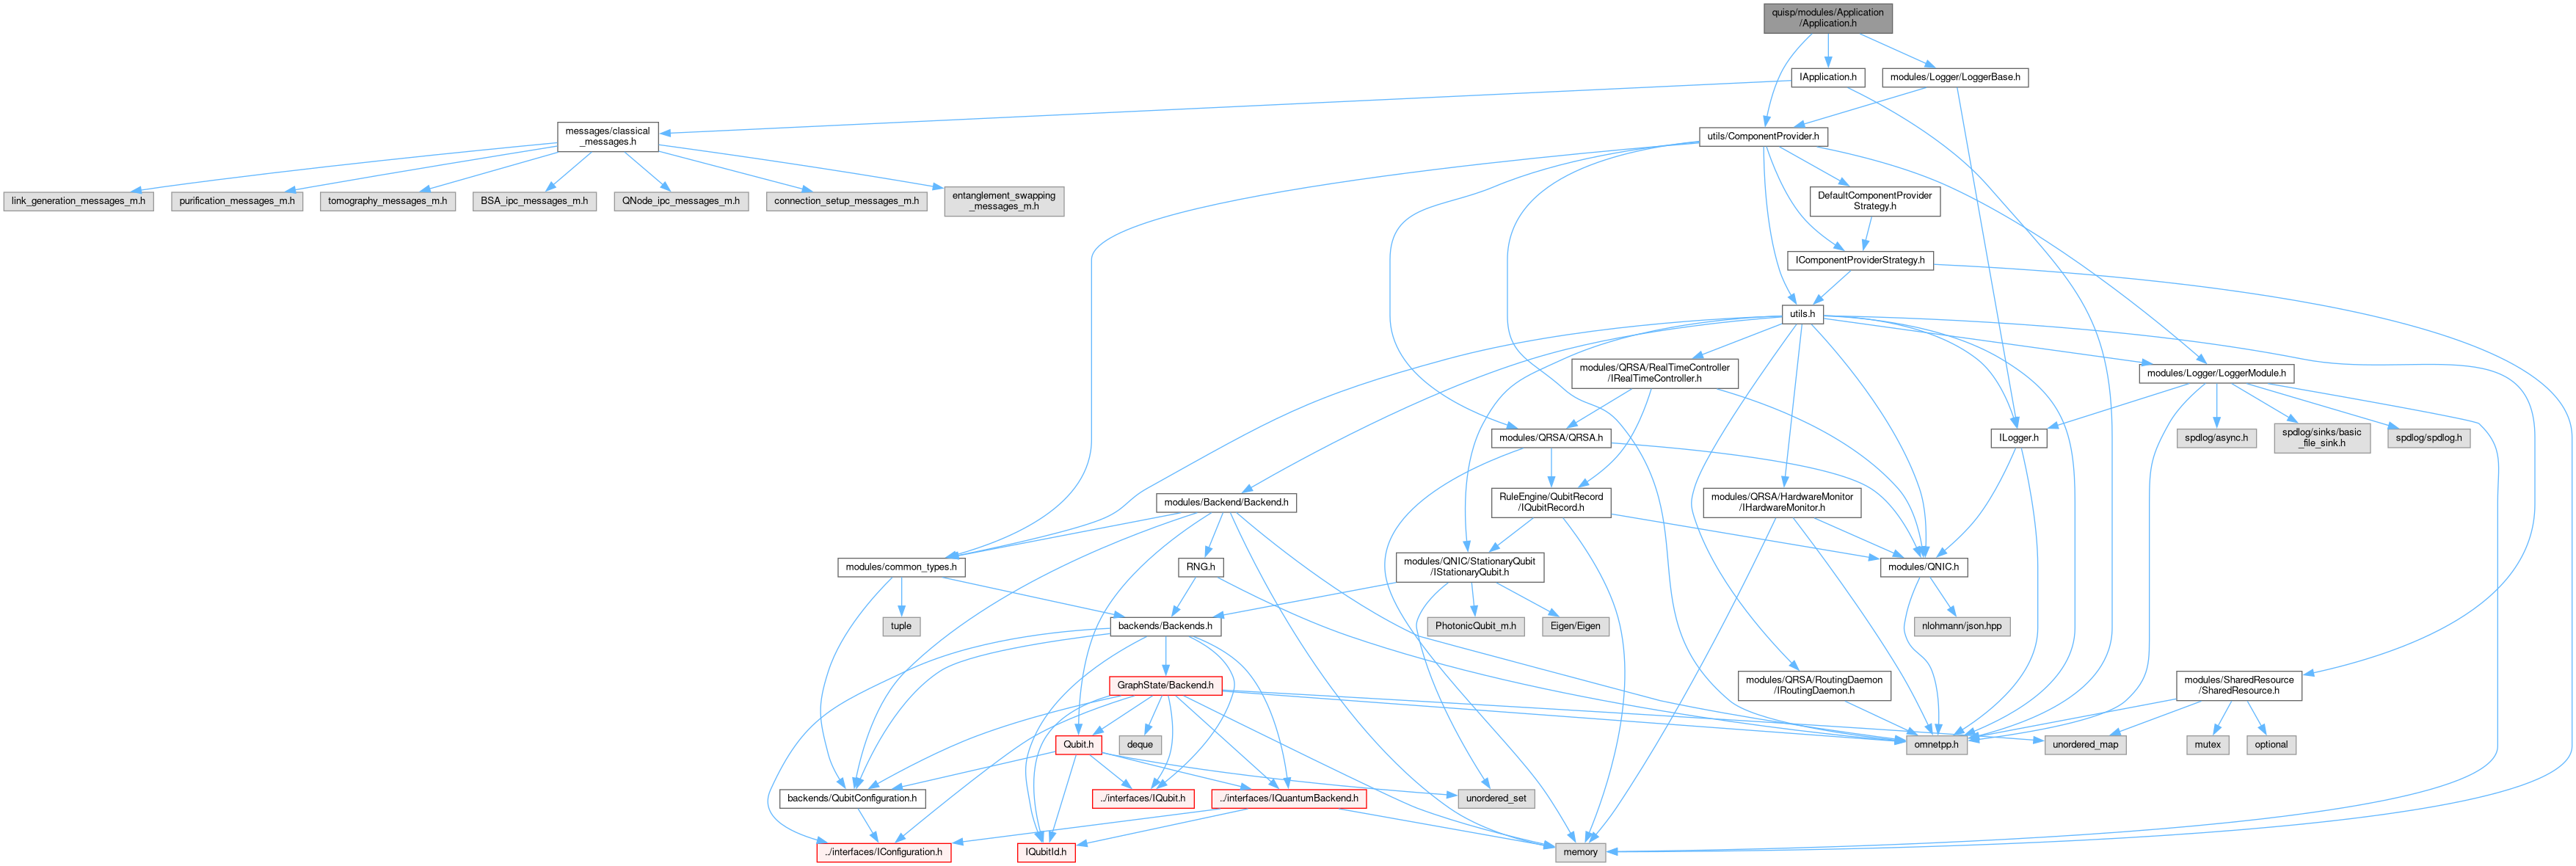 quisp/modules/Application
/Application.h
IApplication.h
modules/Logger/LoggerBase.h
messages/classical
_messages.h
utils/ComponentProvider.h
link_generation_messages_m.h
purification_messages_m.h
tomography_messages_m.h
BSA_ipc_messages_m.h
QNode_ipc_messages_m.h
connection_setup_messages_m.h
entanglement_swapping
_messages_m.h
DefaultComponentProvider
Strategy.h
IComponentProviderStrategy.h
utils.h
modules/QRSA/RealTimeController
/IRealTimeController.h
modules/Logger/LoggerModule.h
modules/QRSA/QRSA.h
ILogger.h
spdlog/async.h
spdlog/sinks/basic
_file_sink.h
spdlog/spdlog.h
modules/Backend/Backend.h
RuleEngine/QubitRecord
/IQubitRecord.h
modules/QRSA/HardwareMonitor
/IHardwareMonitor.h
modules/common_types.h
RNG.h
modules/QNIC/StationaryQubit
/IStationaryQubit.h
modules/QNIC.h
tuple
backends/Backends.h
PhotonicQubit_m.h
Eigen/Eigen
nlohmann/json.hpp
GraphState/Backend.h
modules/QRSA/RoutingDaemon
/IRoutingDaemon.h
modules/SharedResource
/SharedResource.h
Qubit.h
deque
omnetpp.h
unordered_map
mutex
optional
backends/QubitConfiguration.h
../interfaces/IQubit.h
../interfaces/IQuantumBackend.h
unordered_set
../interfaces/IConfiguration.h
IQubitId.h
memory